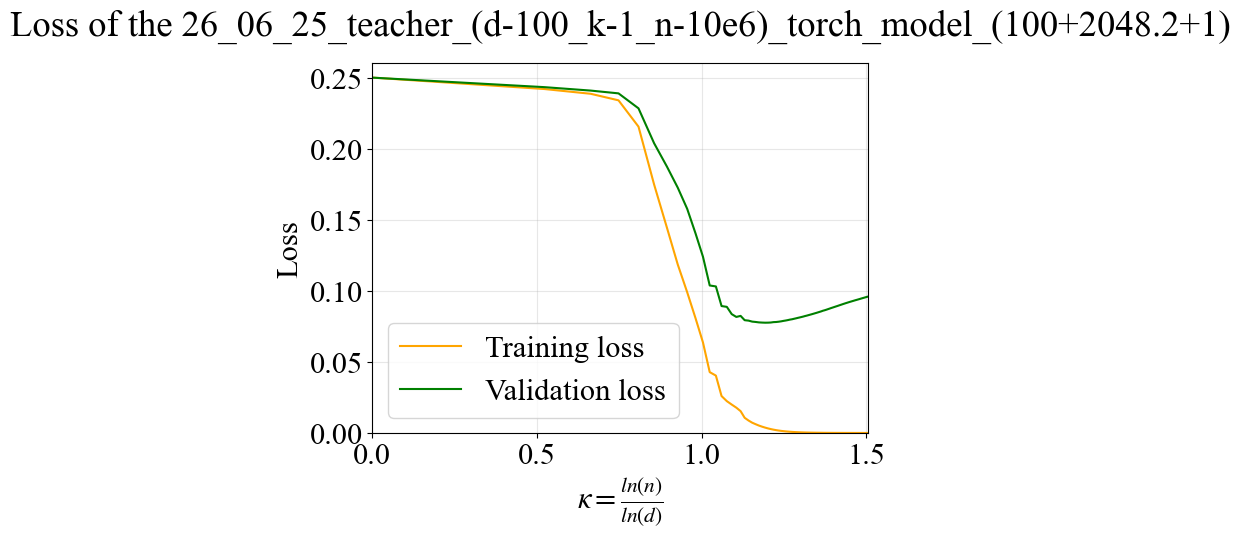 Loss of the 26_06_25_teacher_(d-100_k-1_n-10e6)_torch_model_(100+2048.2+1)
0.25
0.20
0.15
0.10
0.05
0.00
Loss
Training loss
Validation loss
0.0 0.5 1.0 1.5
κ = ln(n)/ln(d)